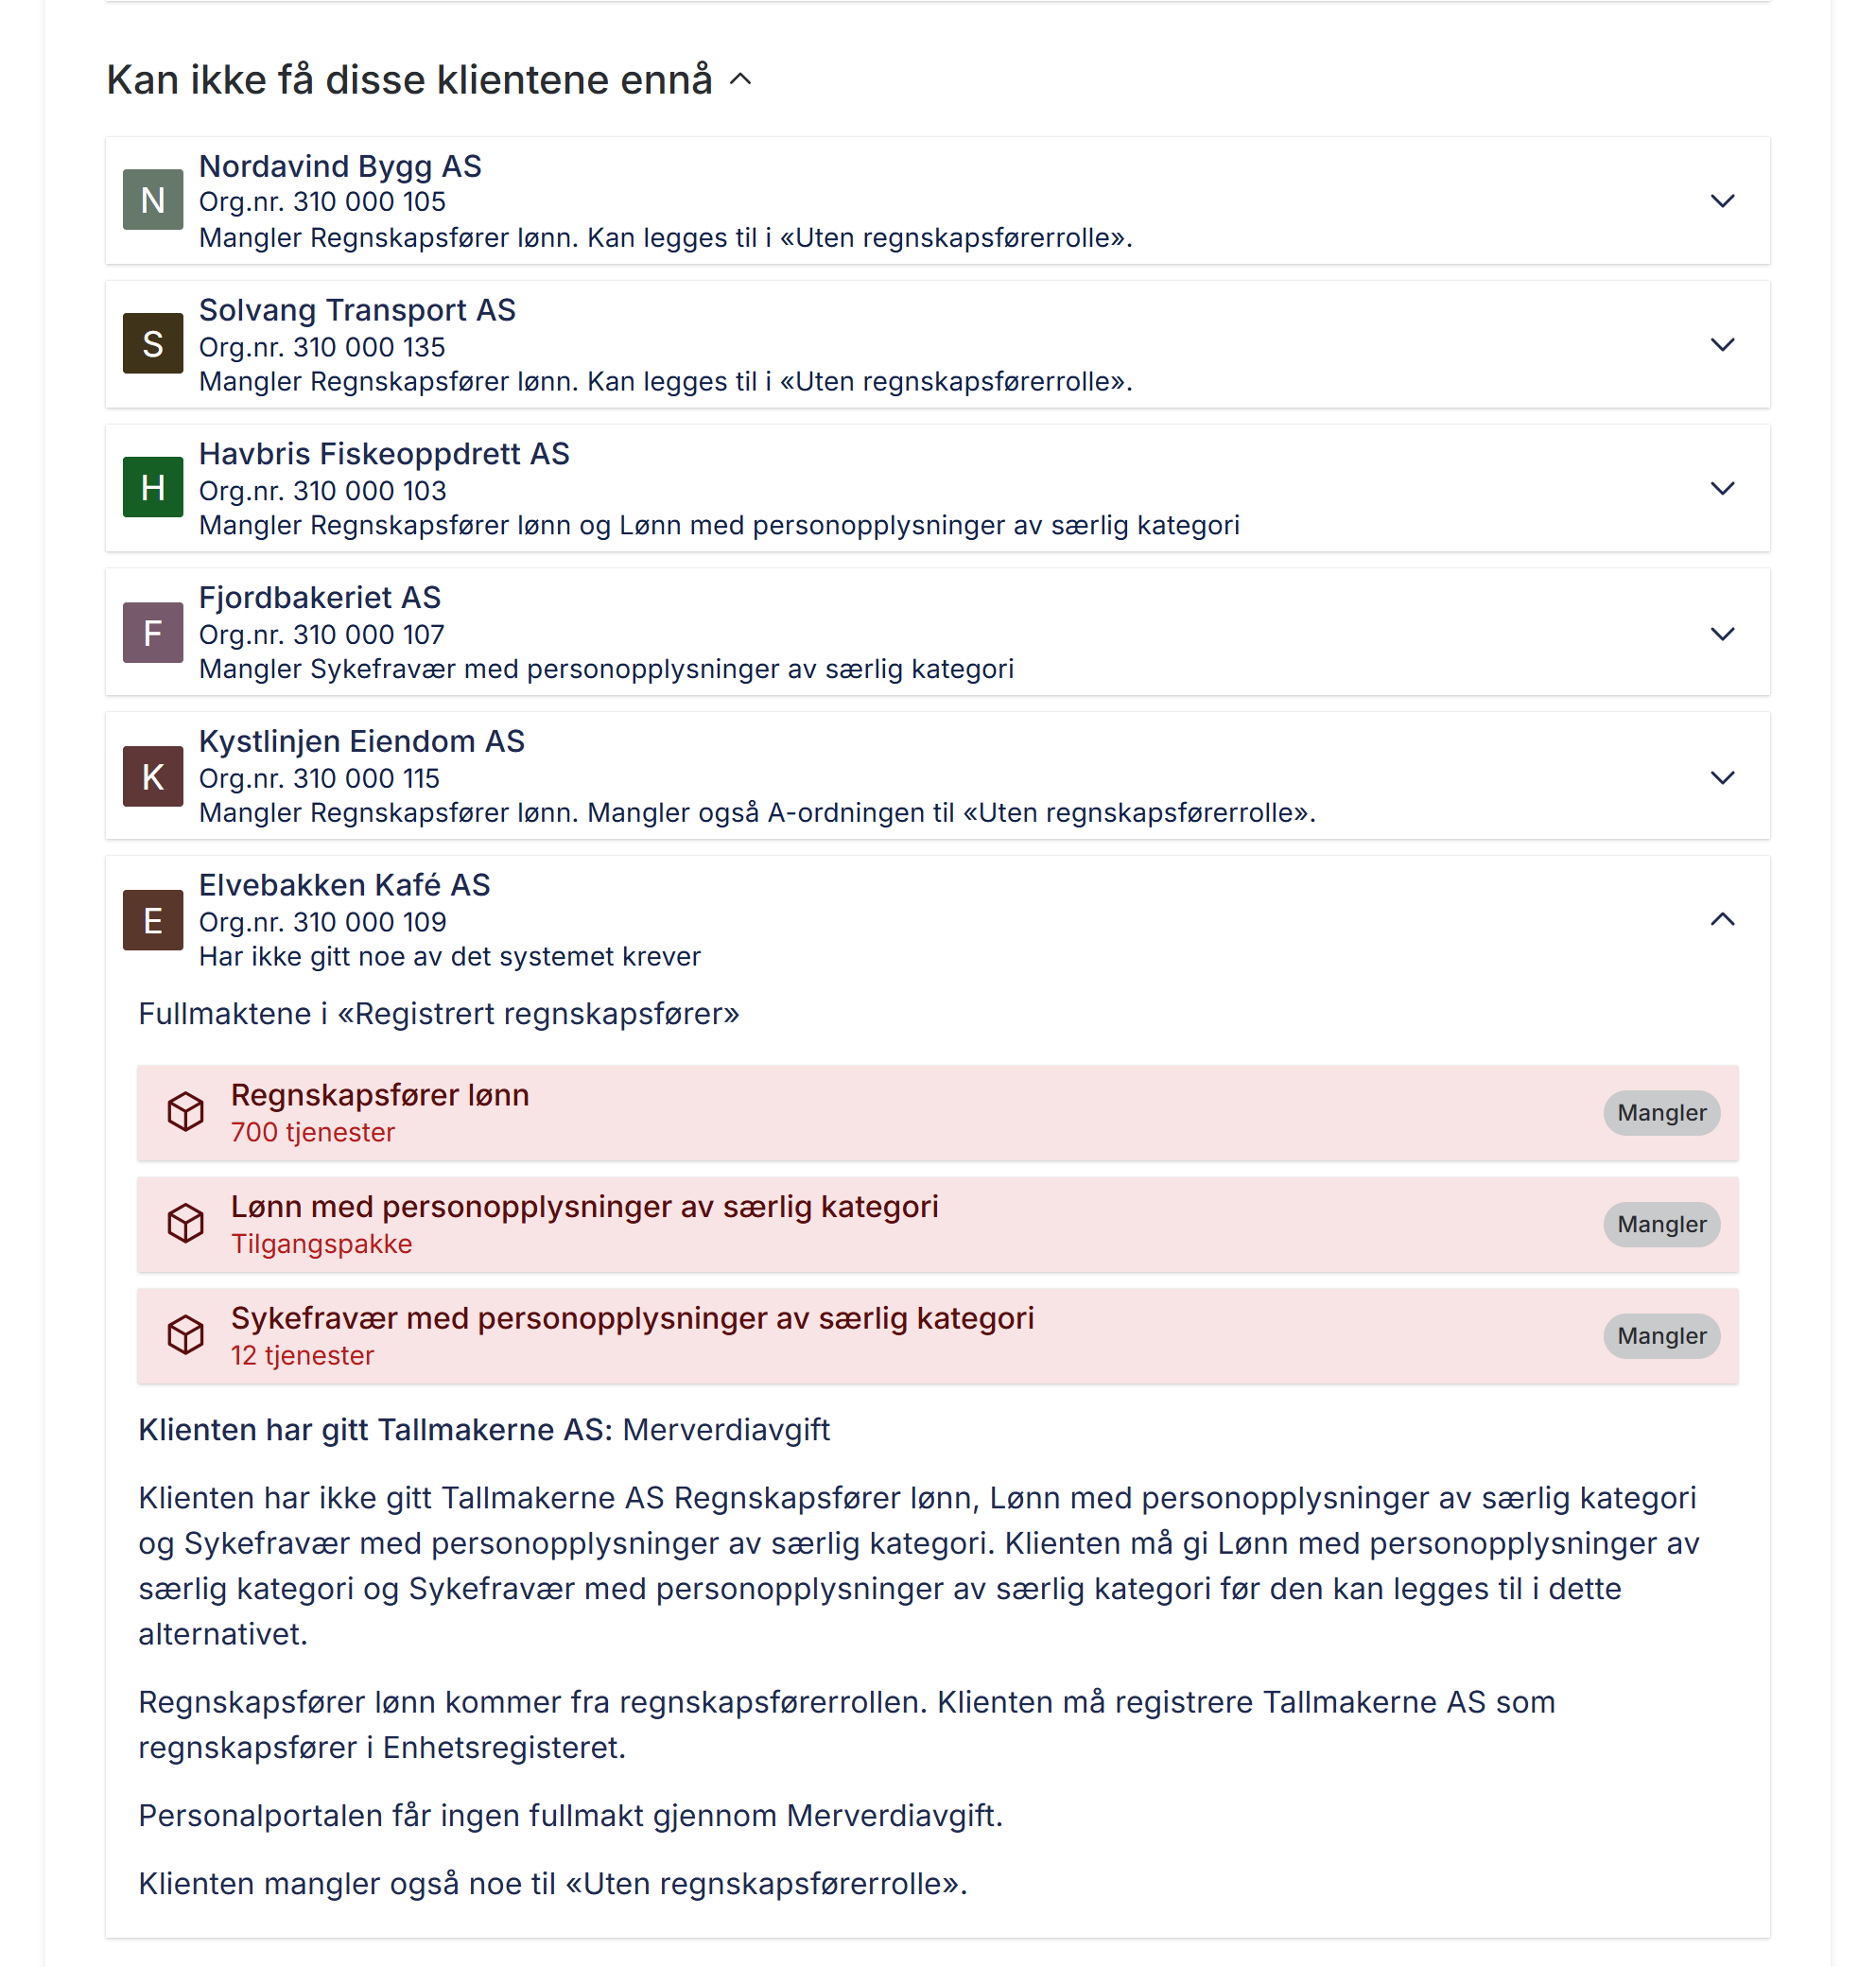 Kan ikke få disse klientene ennå
N
Nordavind Bygg AS
Org.nr. 310 000 105
Mangler Regnskapsfører lønn. Kan legges til i «Uten regnskapsførerrolle».
S
Solvang Transport AS
Org.nr. 310 000 135
Mangler Regnskapsfører lønn. Kan legges til i «Uten regnskapsførerrolle».
H
Havbris Fiskeoppdrett AS
Org.nr. 310 000 103
Mangler Regnskapsfører lønn og Lønn med personopplysninger av særlig kategori
F
Fjordbakeriet AS
Org.nr. 310 000 107
Mangler Sykefravær med personopplysninger av særlig kategori
K
Kystlinjen Eiendom AS
Org.nr. 310 000 115
Mangler Regnskapsfører lønn. Mangler også A-ordningen til «Uten regnskapsførerrolle».
E
Elvebakken Kafé AS
Org.nr. 310 000 109
Har ikke gitt noe av det systemet krever
Fullmaktene i «Registrert regnskapsfører»
Regnskapsfører lønn
700 tjenester
Mangler
Lønn med personopplysninger av særlig kategori
Tilgangspakke
Mangler
Sykefravær med personopplysninger av særlig kategori
12 tjenester
Mangler
Klienten har gitt Tallmakerne AS: Merverdiavgift
Klienten har ikke gitt Tallmakerne AS Regnskapsfører lønn, Lønn med personopplysninger av særlig kategori
og Sykefravær med personopplysninger av særlig kategori. Klienten må gi Lønn med personopplysninger av
særlig kategori og Sykefravær med personopplysninger av særlig kategori før den kan legges til i dette
alternativet.
Regnskapsfører lønn kommer fra regnskapsførerrollen. Klienten må registrere Tallmakerne AS som
regnskapsfører i Enhetsregisteret.
Personalportalen får ingen fullmakt gjennom Merverdiavgift.
Klienten mangler også noe til «Uten regnskapsførerrolle».